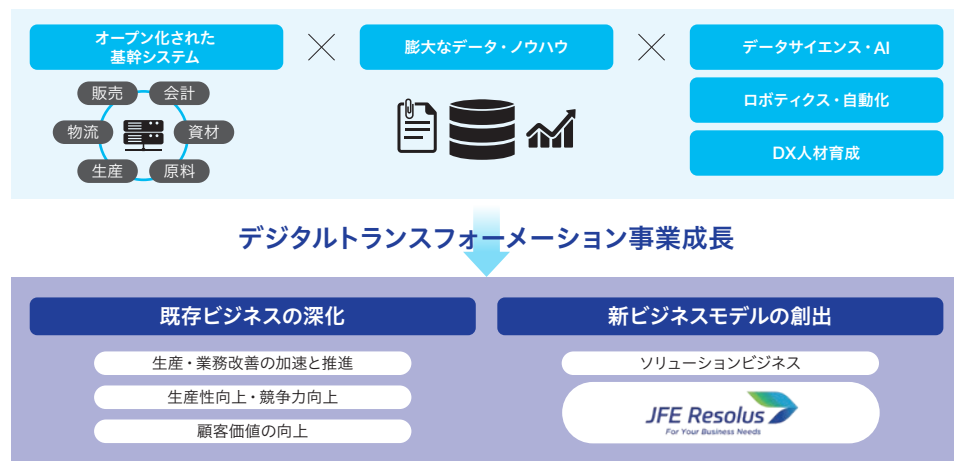 オープン化された
基幹システム
膨大なデータ・ノウハウ
データサイエンス・AI
ロボティクス・自動化
DX人材育成
販売
会計
物流
資材
生産
原料
デジタルトランスフォーメーション事業成長
既存ビジネスの深化
生産・業務改善の加速と推進
生産性向上・競争力向上
顧客価値の向上
新ビジネスモデルの創出
ソリューションビジネス
JFE Resolus
For Your Business Needs